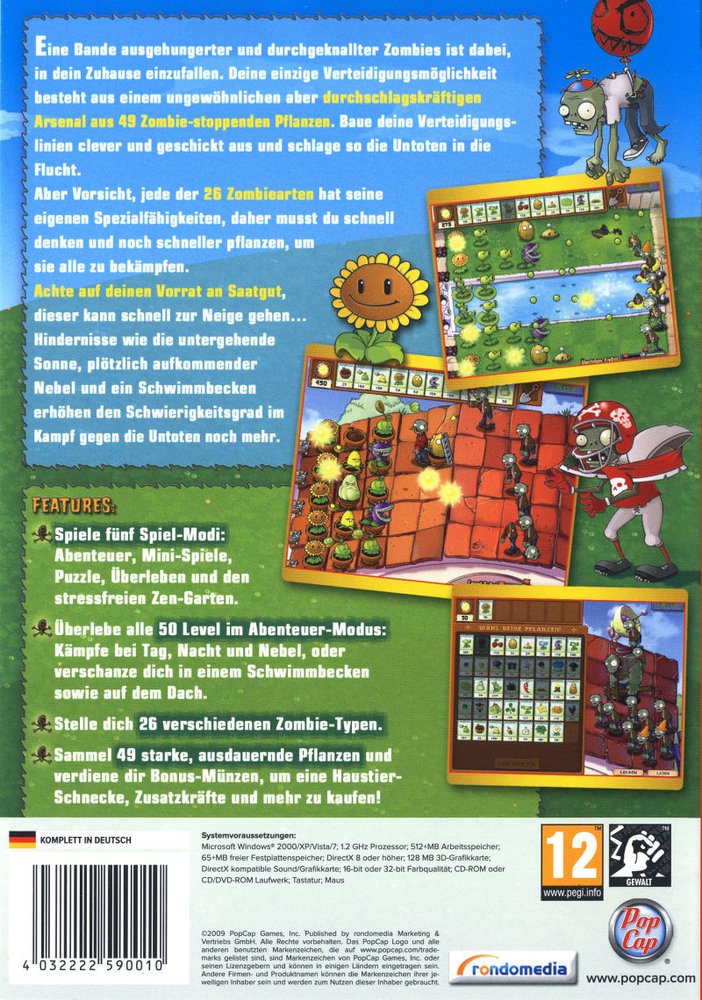 Eine Bande ausgehungerter und durchgeknallter Zombies ist dabei,
in dein Zuhause einzufallen. Deine einzige Verteidigungsmöglichkeit
besteht aus einem ungewöhnlichen aber durchschlagskräftigen
Arsenal aus 49 Zombie-stoppenden Pflanzen. Baue deine Verteidigungs-
linien clever und geschickt aus und schlage so die Untoten in die
Flucht.
Aber Vorsicht, jede der 26 Zombiearten hat seine
eigenen Spezialfähigkeiten, daher musst du schnell
denken und noch schneller pflanzen, um
sie alle zu bekämpfen.
Achte auf deinen Vorrat an Saatgut,
dieser kann schnell zur Neige gehen...
Hindernisse wie die untergehende
Sonne, plötzlich aufkommender
Nebel und ein Schwimmbecken
erhöhen den Schwierigkeitsgrad im
Kampf gegen die Untoten noch mehr.
275
450
50
WÄHL DEINE PFLANZEN!
FEATURES:
Spiele fünf Spiel-Modi:
Abenteuer, Mini-Spiele,
Puzzle, Überleben und den
stressfreien Zen-Garten.
Überlebe alle 50 Level im Abenteuer-Modus:
Kämpfe bei Tag, Nacht und Nebel, oder
verschanze dich in einem Schwimmbecken
sowie auf dem Dach.
Stelle dich 26 verschiedenen Zombie-Typen.
Sammel 49 starke, ausdauernde Pflanzen und
verdiene dir Bonus-Münzen, um eine Haustier-
Schnecke, Zusatzkräfte und mehr zu kaufen!
KOMPLETT IN DEUTSCH
Systemvoraussetzungen:
Microsoft Windows® 2000/XP/Vista/7; 1.2 GHz Prozessor; 512+MB Arbeitsspeicher;
65+MB freier Festplattenspeicher; DirectX 8 oder höher; 128 MB 3D-Grafikkarte;
DirectX kompatible Sound/Grafikkarte; 16-bit oder 32-bit Farbqualität; CD-ROM oder
CD/DVD-ROM Laufwerk; Tastatur; Maus
12
www.pegi.info
GEWALT
©2009 PopCap Games, Inc. Published by rondomedia Marketing &
Vertriebs GmbH. Alle Rechte vorbehalten. Das PopCap Logo und alle
anderen benutzten Markenzeichen, die auf www.popcap.com/trade-
marks gelistet sind, sind Markenzeichen von PopCap Games, Inc. oder
seinen Lizenzgebern und können in einigen Ländern eingetragen sein.
Andere Firmen- und Produktnamen können die Markenzeichen ihrer je-
weiligen Inhaber sein und werden zum Nutzen dieser Inhaber gebraucht.
4 032222 590010
rondomedia
Pop
Cap
www.popcap.com